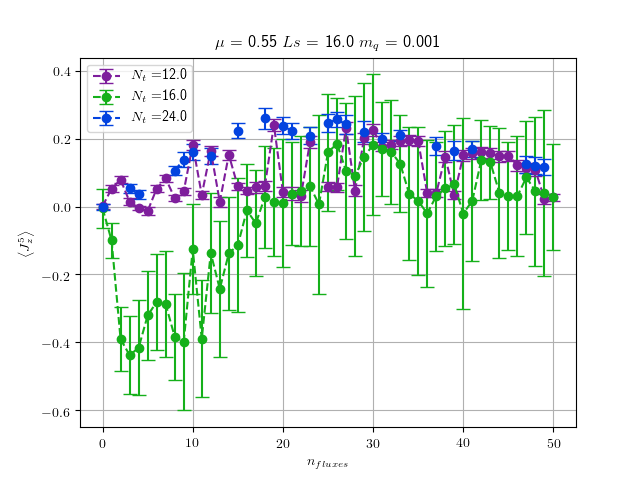 μ = 0.55 Ls = 16.0 m_q = 0.001
N_t =12.0
N_t =16.0
N_t =24.0
0.4
0.2
0.0
−0.2
−0.4
−0.6
⟨J_z^5⟩
0 10 20 30 40 50
n_fluxes